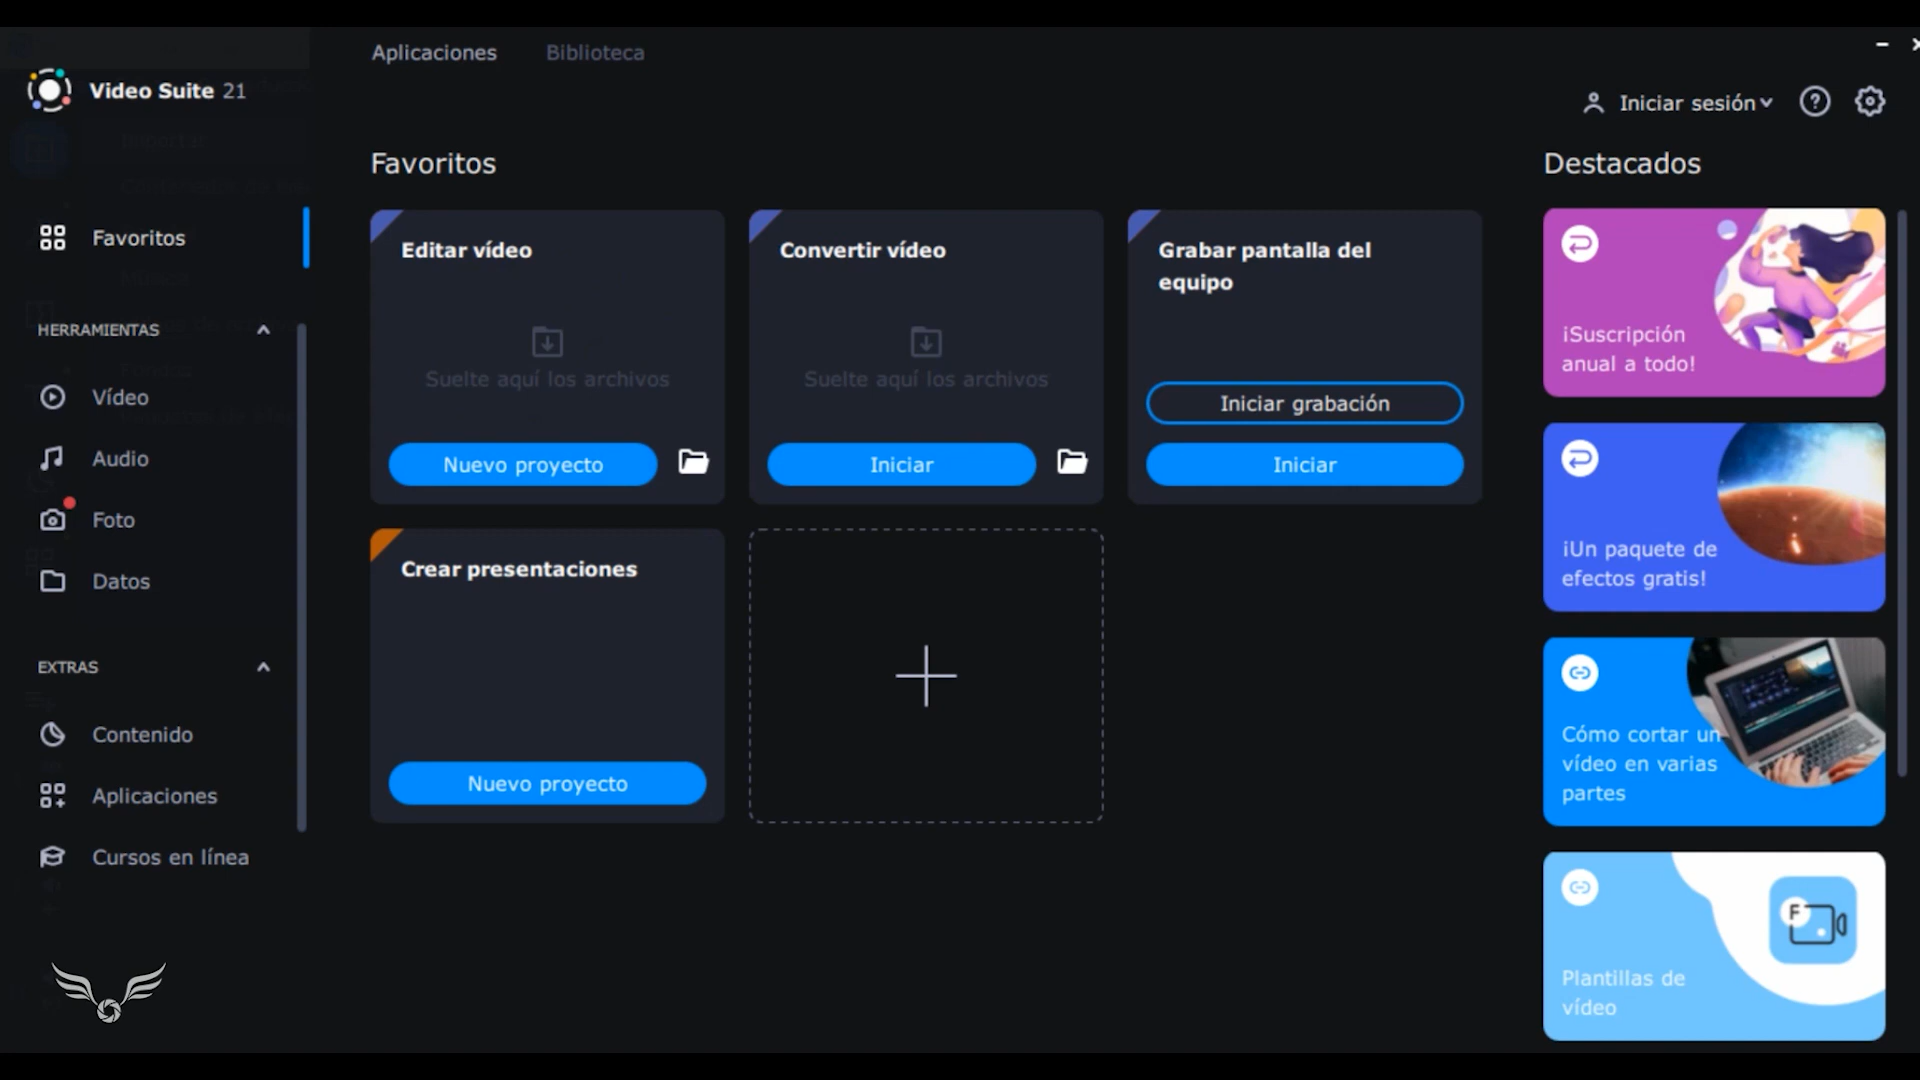 Aplicaciones
Biblioteca
Video Suite 21
Iniciar sesión
Favoritos
HERRAMIENTAS
Vídeo
Audio
Foto
Datos
EXTRAS
Contenido
Aplicaciones
Cursos en línea
Favoritos
Editar vídeo
Suelte aquí los archivos
Nuevo proyecto
Convertir vídeo
Suelte aquí los archivos
Iniciar
Grabar pantalla del
equipo
Iniciar grabación
Iniciar
Crear presentaciones
Nuevo proyecto
Destacados
¡Suscripción
anual a todo!
¡Un paquete de
efectos gratis!
Cómo cortar un
vídeo en varias
partes
F
Plantillas de
vídeo